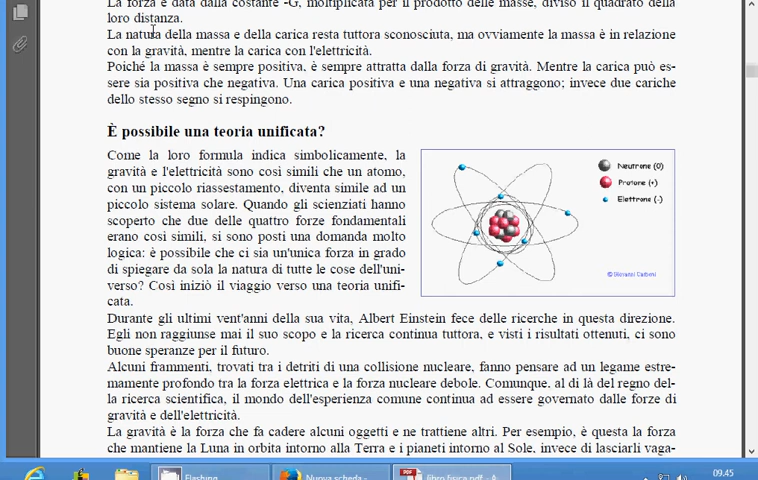 La forza è data dalla costante -G, moltiplicata per il prodotto delle masse, diviso il quadrato della
loro distanza.
La natura della massa e della carica resta tuttora sconosciuta, ma ovviamente la massa è in relazione
con la gravità, mentre la carica con l'elettricità.
Poiché la massa è sempre positiva, è sempre attratta dalla forza di gravità. Mentre la carica può es-
sere sia positiva che negativa. Una carica positiva e una negativa si attraggono; invece due cariche
dello stesso segno si respingono.
È possibile una teoria unificata?
Come la loro formula indica simbolicamente, la
gravità e l'elettricità sono così simili che un atomo,
con un piccolo riassestamento, diventa simile ad un
piccolo sistema solare. Quando gli scienziati hanno
scoperto che due delle quattro forze fondamentali
erano così simili, si sono posti una domanda molto
logica: è possibile che ci sia un'unica forza in grado
di spiegare da sola la natura di tutte le cose dell'uni-
verso? Così iniziò il viaggio verso una teoria unifi-
cata.
Neutrone (0)
Protone (+)
Elettrone (-)
© Giovanni Carboni
Durante gli ultimi vent'anni della sua vita, Albert Einstein fece delle ricerche in questa direzione.
Egli non raggiunse mai il suo scopo e la ricerca continua tuttora, e visti i risultati ottenuti, ci sono
buone speranze per il futuro.
Alcuni frammenti, trovati tra i detriti di una collisione nucleare, fanno pensare ad un legame estre-
mamente profondo tra la forza elettrica e la forza nucleare debole. Comunque, al di là del regno del-
la ricerca scientifica, il mondo dell'esperienza comune continua ad essere governato dalle forze di
gravità e dell'elettricità.
La gravità è la forza che fa cadere alcuni oggetti e ne trattiene altri. Per esempio, è questa la forza
che mantiene la Luna in orbita intorno alla Terra e i pianeti intorno al Sole, invece di lasciarli vaga-
Flashing
Nuova scheda -
libro fisica.pdf - A
09.45